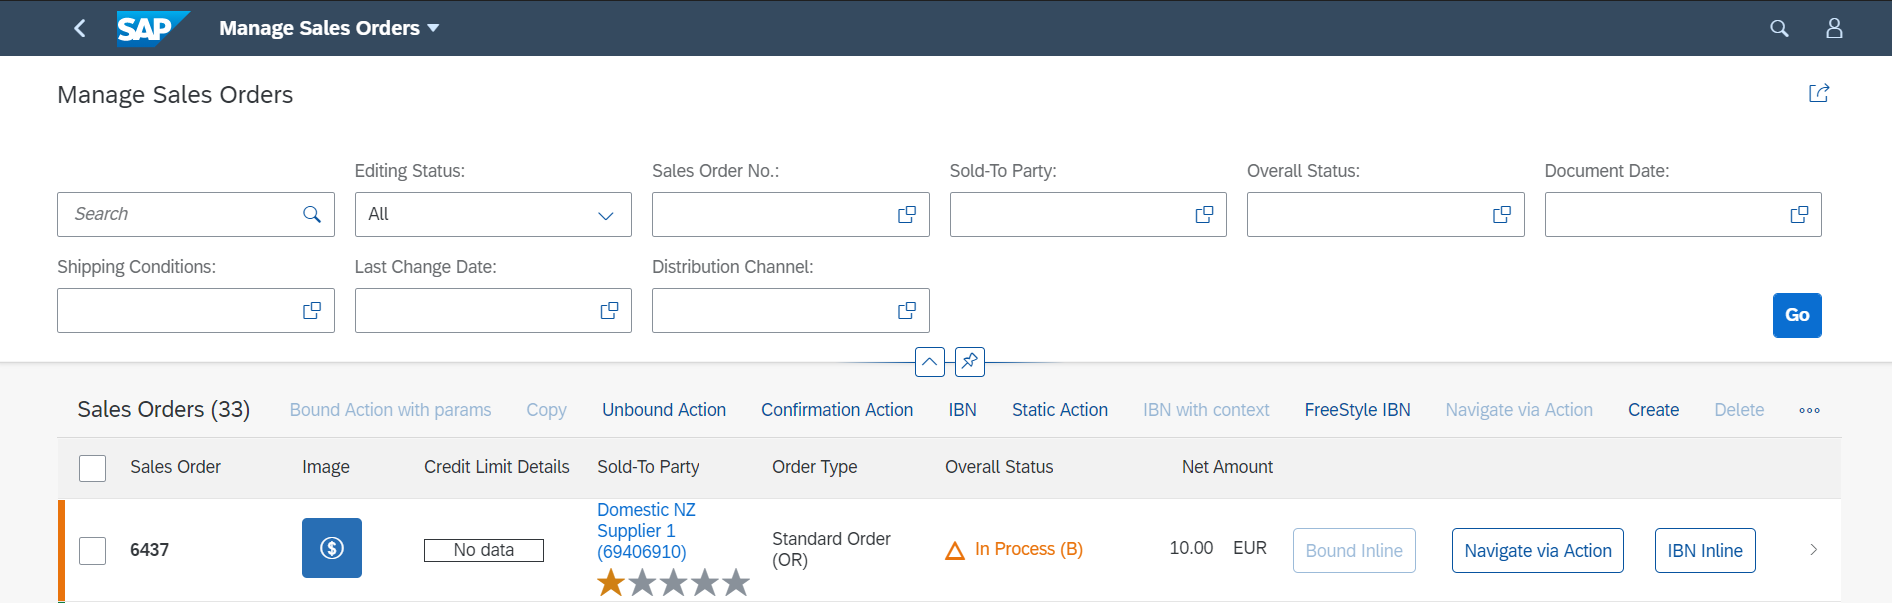 SAP Manage Sales Orders
Manage Sales Orders
Editing Status: Sales Order No.: Sold-To Party: Overall Status: Document Date:
Search All
Shipping Conditions: Last Change Date: Distribution Channel:
Go
Sales Orders (33) Bound Action with params Copy Unbound Action Confirmation Action IBN Static Action IBN with context FreeStyle IBN Navigate via Action Create Delete
Sales Order Image Credit Limit Details Sold-To Party Order Type Overall Status Net Amount
6437 No data
Domestic NZ
Supplier 1
(69406910)
Standard Order
(OR)
In Process (B) 10.00 EUR Bound Inline Navigate via Action IBN Inline